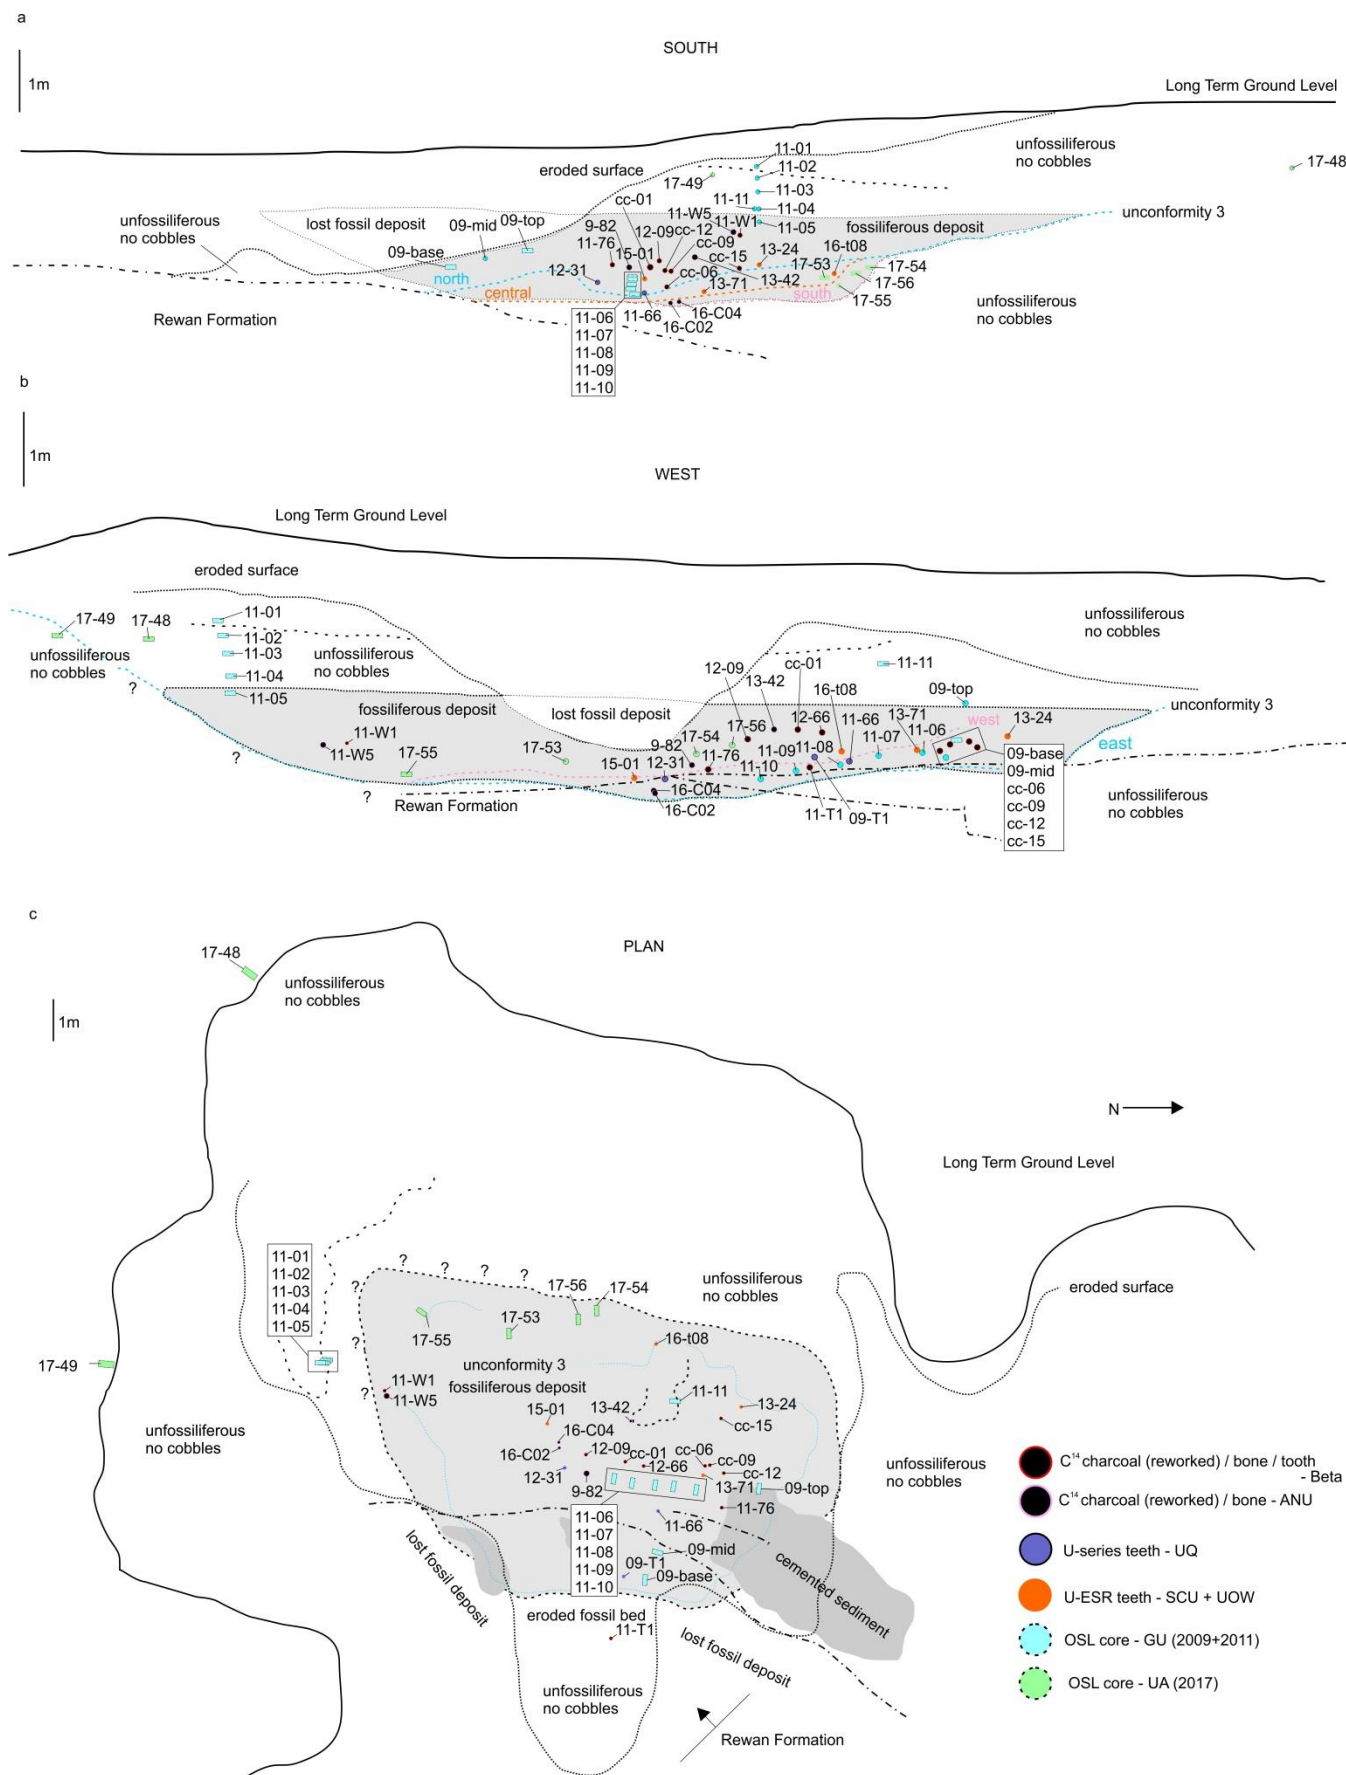 a
SOUTH
1m
Long Term Ground Level
11-01
unfossiliferous
no cobbles
eroded surface
11-02
17-48
17-49
11-03
cc-01
11-11
11-04
unconformity 3
unfossiliferous
no cobbles
lost fossil deposit
09-top
11-W5
11-W1
11-05
fossiliferous deposit
09-mid
9-82
12-09
cc-12
09-base
11-76
cc-09
13-24
16-t08
15-01
cc-15
17-53
17-54
north
12-31
cc-06
13-42
17-56
central
13-71
south
17-55
unfossiliferous
no cobbles
Rewan Formation
11-66
16-C04
16-C02
11-06
11-07
11-08
11-09
11-10
b
1m
WEST
Long Term Ground Level
eroded surface
11-01
17-49
17-48
11-02
unfossiliferous
no cobbles
11-03
unfossiliferous
no cobbles
unfossiliferous
no cobbles
11-04
11-05
?
12-09
cc-01
11-11
13-42
16-t08
09-top
unconformity 3
fossiliferous deposit
lost fossil deposit
12-66
11-66
13-71
west
13-24
11-W1
11-W5
17-56
17-54
11-06
9-82
11-08
11-07
east
?
17-55
17-53
11-76
11-09
15-01
12-31
11-10
09-base
09-mid
cc-06
cc-09
cc-12
cc-15
?
Rewan Formation
16-C04
16-C02
11-T1
09-T1
unfossiliferous
no cobbles
c
PLAN
17-48
unfossiliferous
no cobbles
1m
N
Long Term Ground Level
11-01
11-02
11-03
11-04
11-05
?
?
?
?
?
17-56
17-54
unfossiliferous
no cobbles
eroded surface
?
17-55
17-53
16-t08
17-49
unconformity 3
fossiliferous deposit
?
11-W1
11-W5
11-11
13-24
15-01
13-42
cc-15
unfossiliferous
no cobbles
16-C04
16-C02
12-09
cc-01
cc-06
cc-09
12-66
cc-12
12-31
9-82
13-71
09-top
unfossiliferous
no cobbles
11-76
11-06
11-07
11-08
11-09
11-10
11-66
09-mid
09-T1
09-base
lost fossil deposit
cemented sediment
eroded fossil bed
11-T1
lost fossil deposit
unfossiliferous
no cobbles
Rewan Formation
C14 charcoal (reworked) / bone / tooth
- Beta
C14 charcoal (reworked) / bone - ANU
U-series teeth - UQ
U-ESR teeth - SCU + UOW
OSL core - GU (2009+2011)
OSL core - UA (2017)